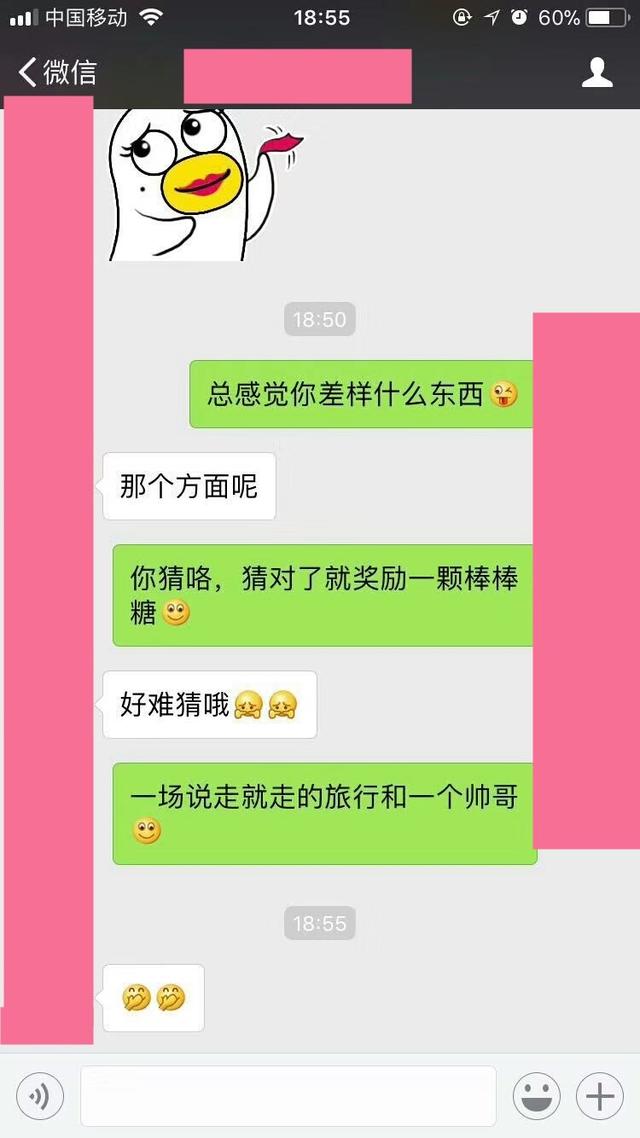 中国移动 18:55 60%
微信
18:50
总感觉你差样什么东西
那个方面呢
你猜咯，猜对了就奖励一颗棒棒
糖
好难猜哦
一场说走就走的旅行和一个帅哥
18:55